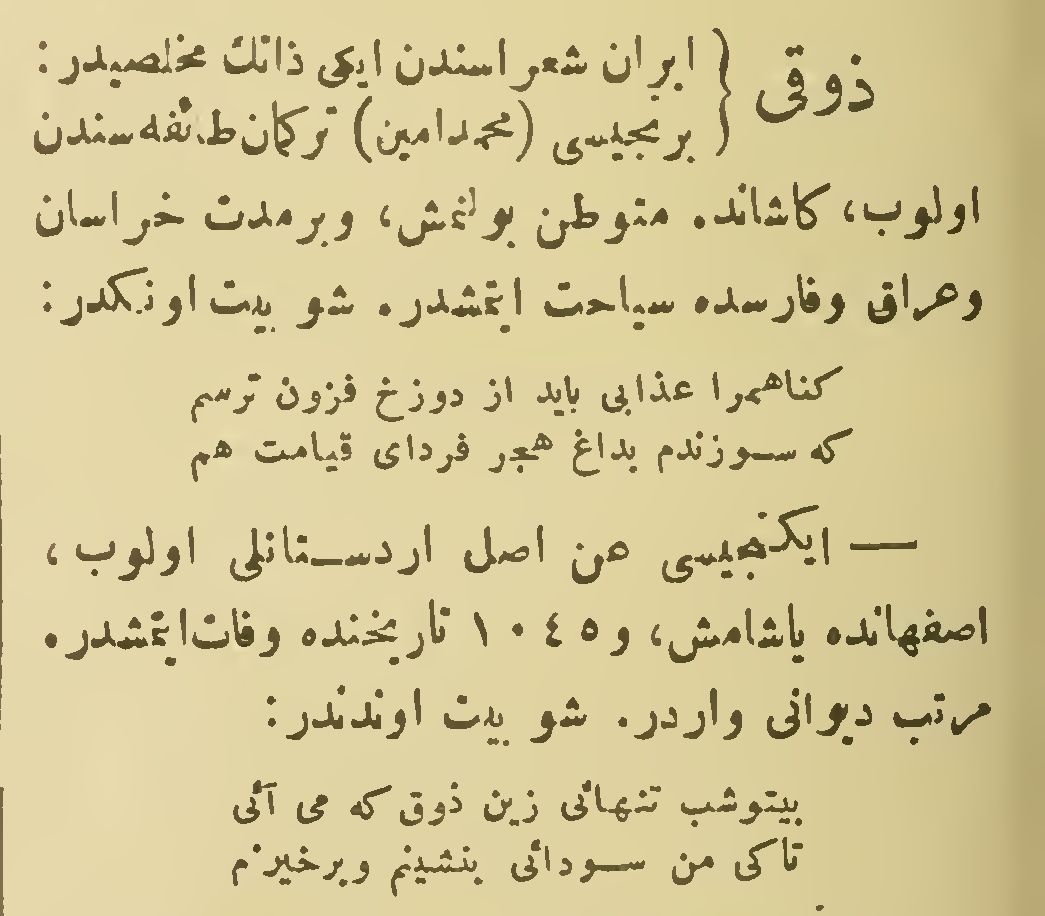 ذوقی { ایران شعراسندن ایکی ذاتك مخلصیدر :
برنجیسی (محمدامین) ترکمان طائفه سندن
اولوب، کاشانده متوطن بولنمش، وبرمدت خراسان
وعراق وفارسده سیاحت ایتمشدر. شو بیت اونکدر:
کناهمرا عذابی باید از دوزخ فزون ترسم
که سوزندم بداغ هجر فردای قیامت هم
— ایکنجیسی عن اصل اردستانلی اولوب ،
اصفهانده یاشامش، و ١٠٤٥ تاریخنده وفات ایتمشدر.
مرتب دیوانی واردر. شو بیت اوندندر:
بیتوشب تنهائی زین ذوق که می آئی
تاکی من سودائی بنشینم وبرخیزم